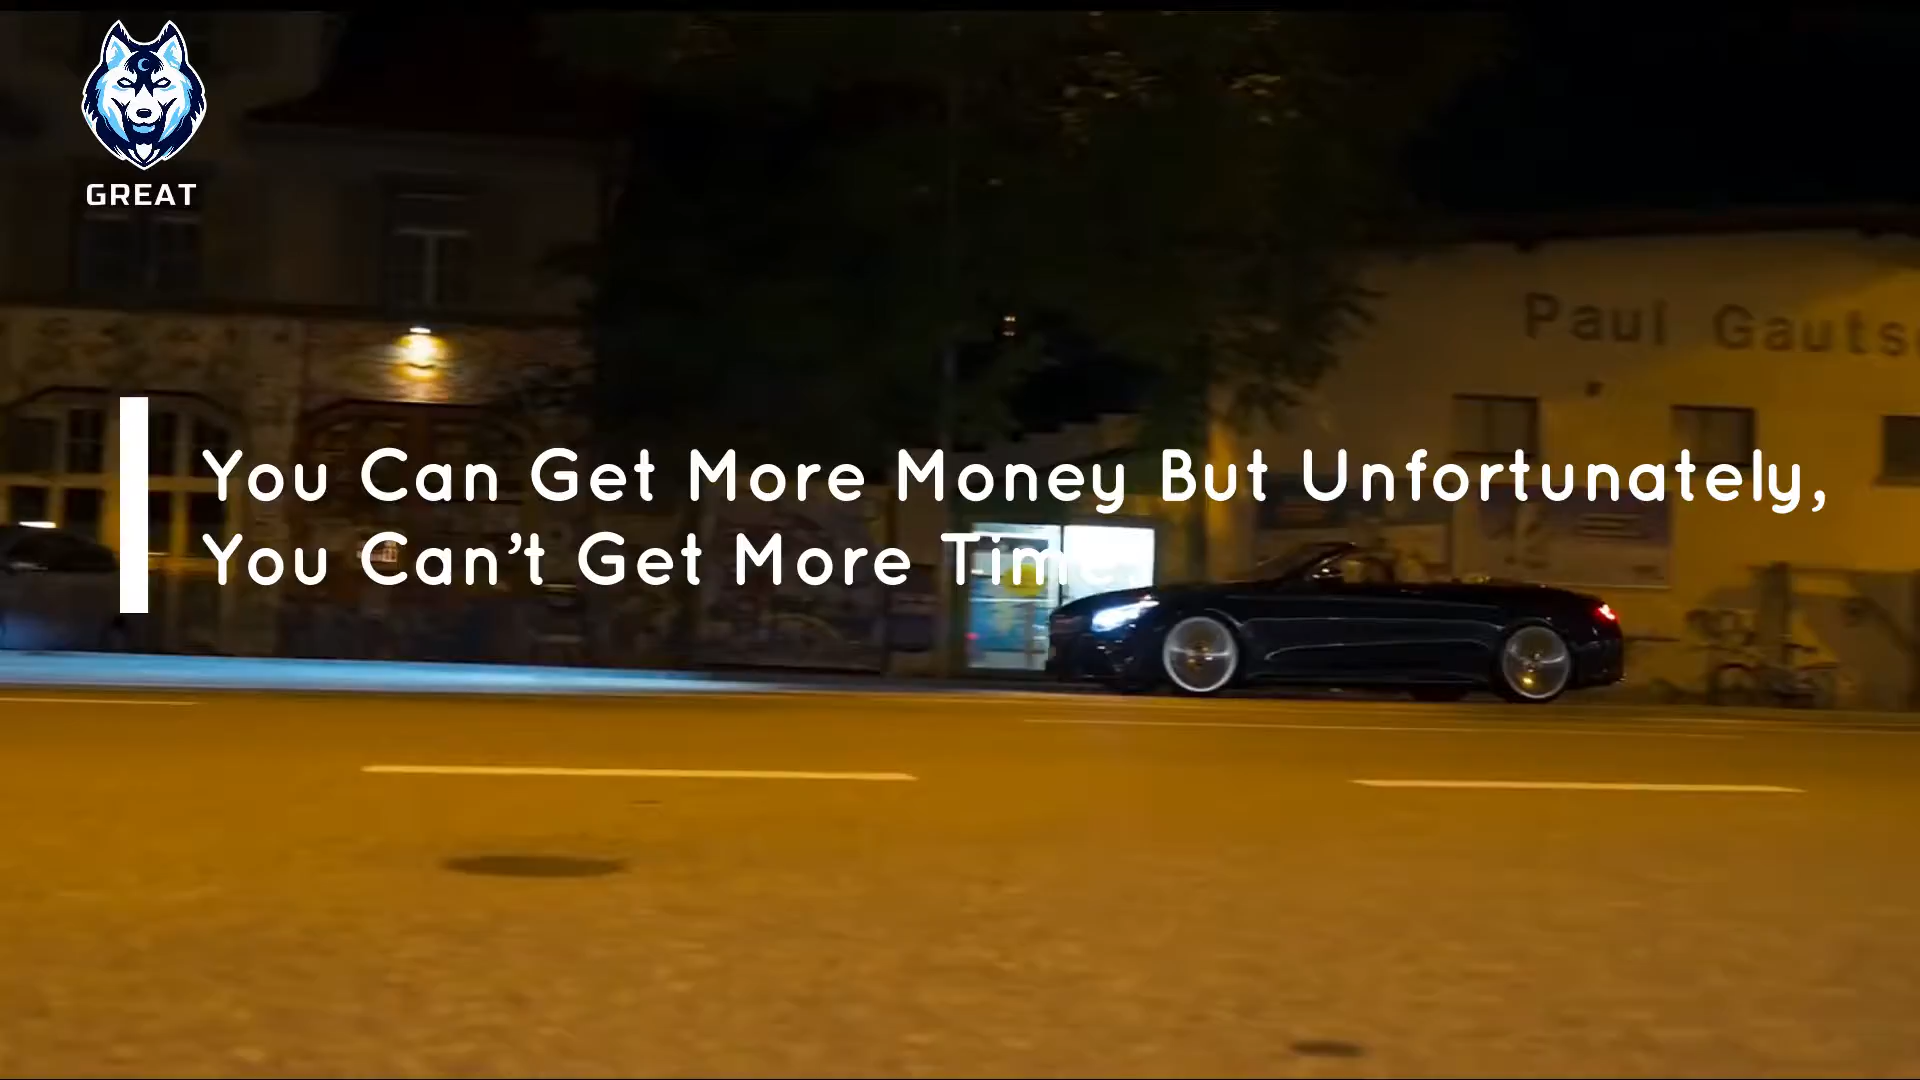 GREAT
Paul
You Can Get More Money But Unfortunately,
You Can't Get More Time.